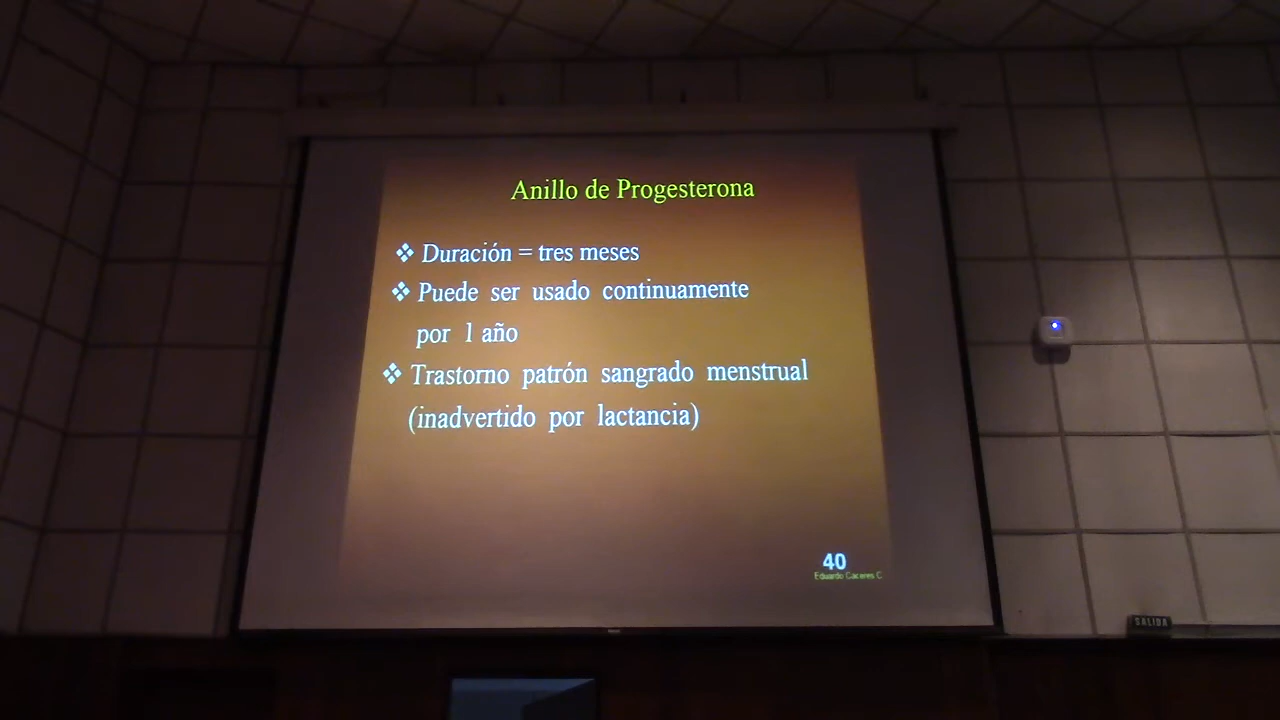 Anillo de Progesterona
❖ Duración = tres meses
❖ Puede ser usado continuamente
por 1 año
❖ Trastorno patrón sangrado menstrual
(inadvertido por lactancia)
40
Eduardo Caceres C
SALIDA